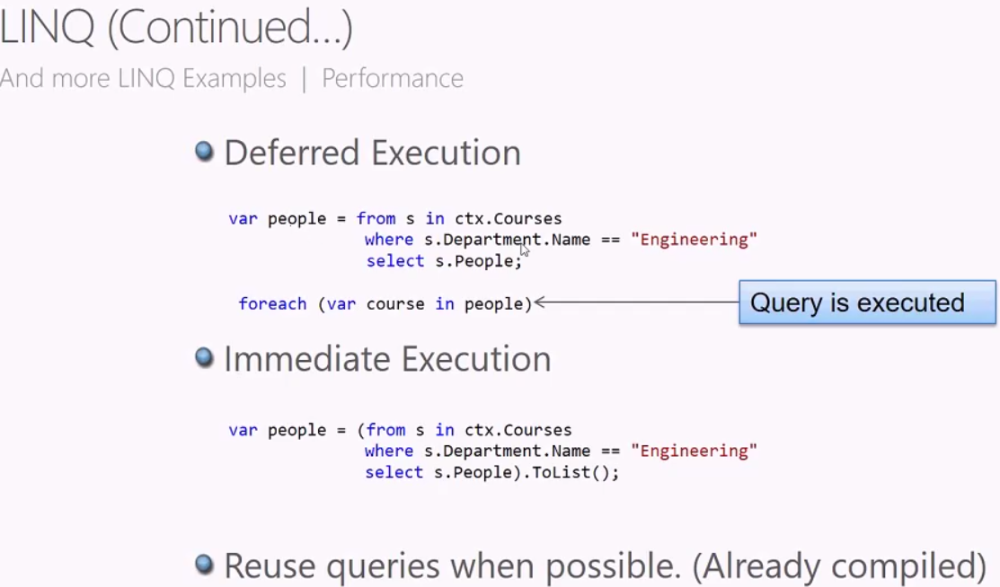 LINQ (Continued...)
And more LINQ Examples | Performance
Deferred Execution
var people = from s in ctx.Courses
where s.Department.Name == "Engineering"
select s.People;
foreach (var course in people)
Query is executed
Immediate Execution
var people = (from s in ctx.Courses
where s.Department.Name == "Engineering"
select s.People).ToList();
Reuse queries when possible. (Already compiled)